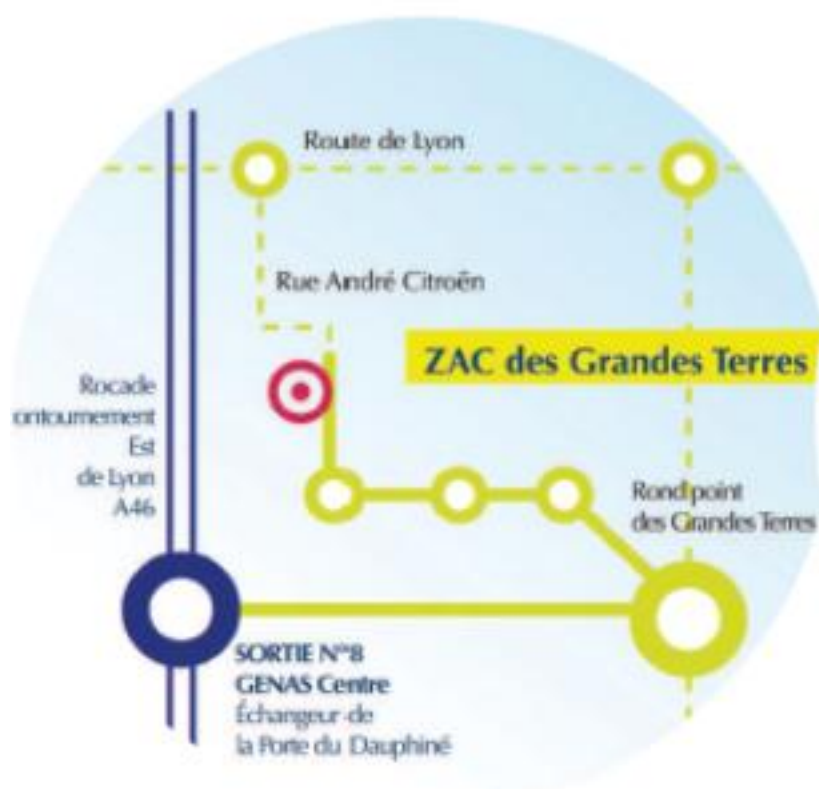 Route de Lyon
Rue André Citroën
ZAC des Grandes Terres
Rocade
ontournement
Est
de Lyon
A46
Rond point
des Grandes Terres
SORTIE N°8
GENAS Centre
Échangeur de
la Porte du Dauphiné